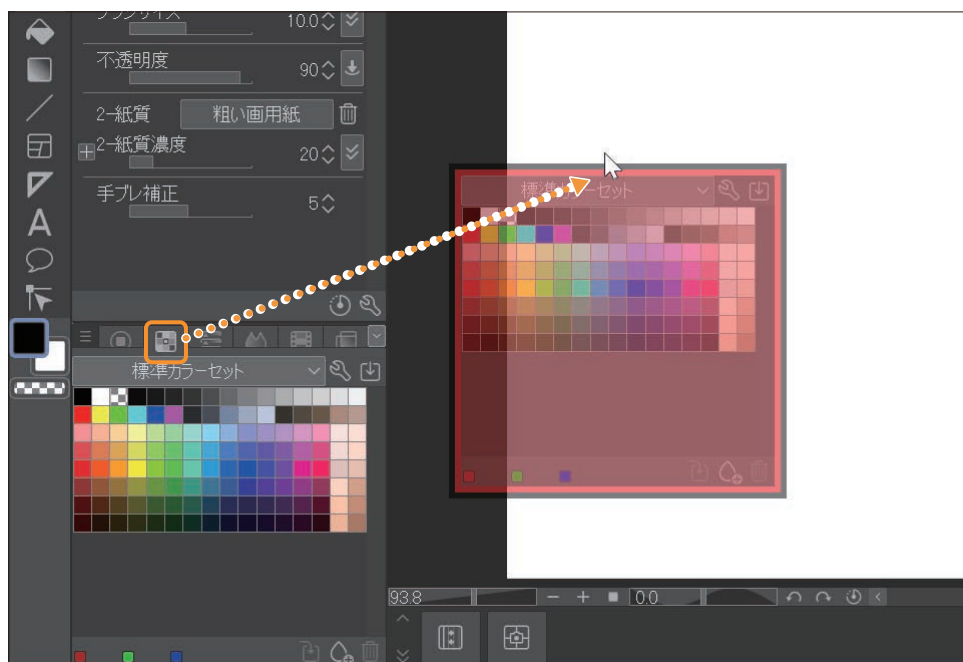 ブラシサイズ
10.0
不透明度
90
2-紙質
粗い画用紙
2-紙質濃度
20
手ブレ補正
5
標準カラーセット
標準カラーセット
93.8
0.0